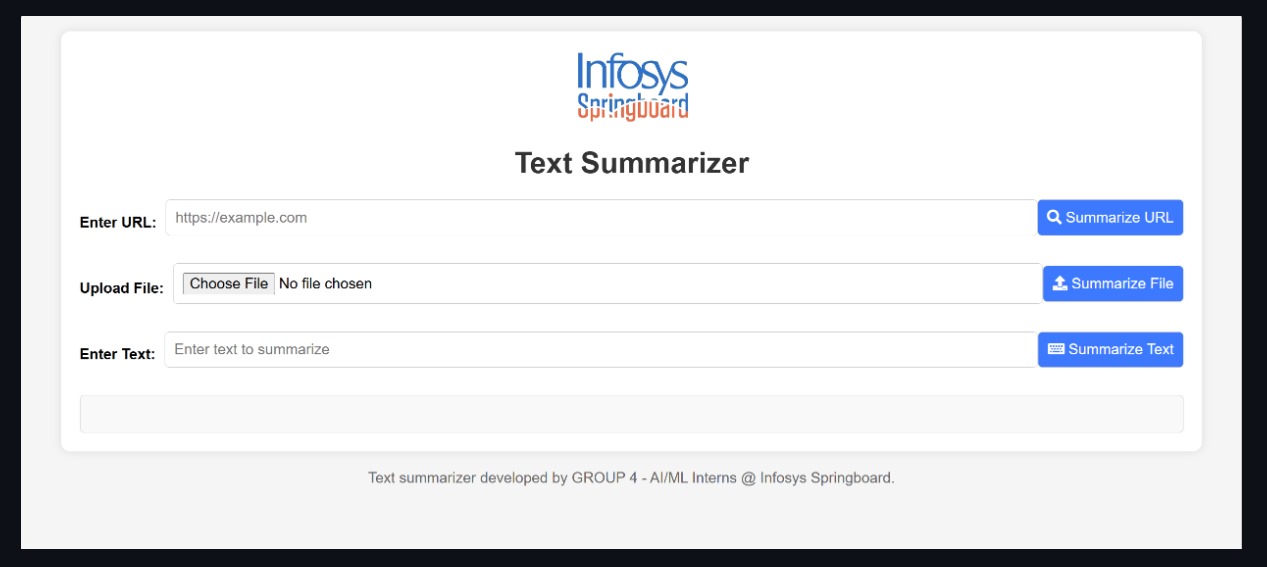 Infosys
Springboard
Text Summarizer
Enter URL: https://example.com Summarize URL
Upload File: Choose File No file chosen Summarize File
Enter Text: Enter text to summarize Summarize Text
Text summarizer developed by GROUP 4 - AI/ML Interns @ Infosys Springboard.